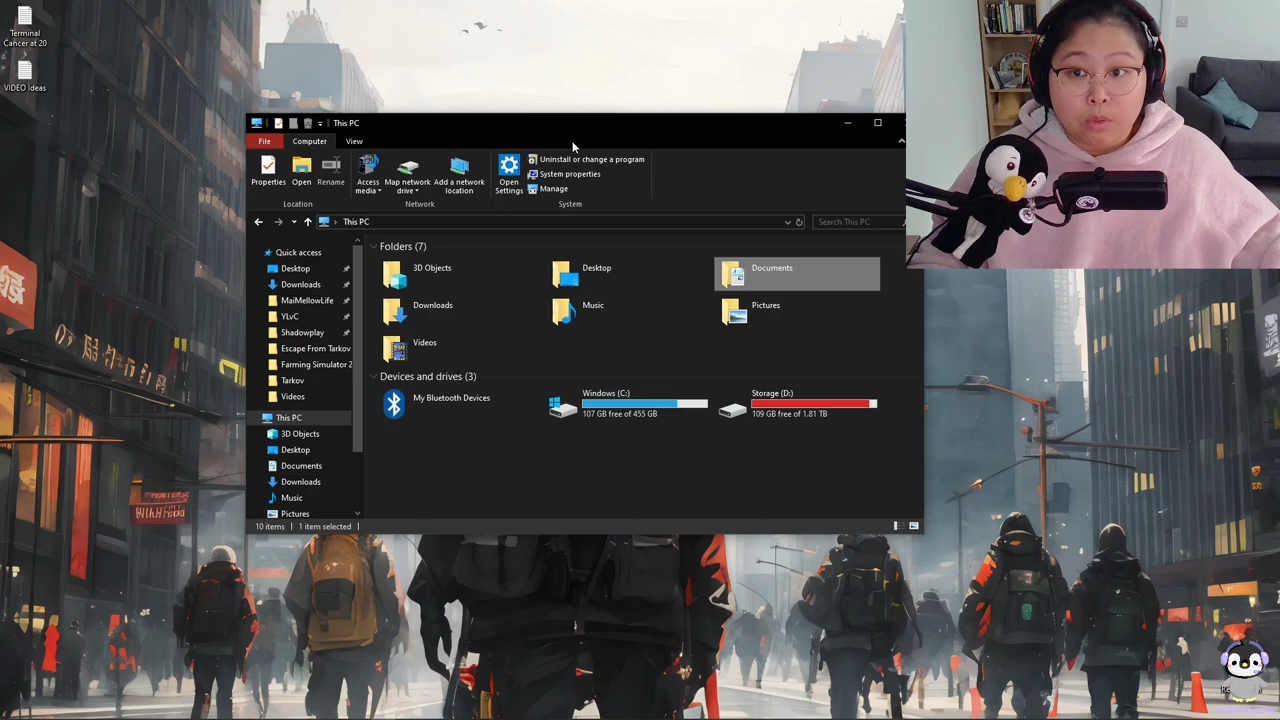 Terminal
Cancer at 20
VIDEO Ideas
This PC
File
Computer
View
Properties
Open
Rename
Access
media
Map network
drive
Add a network
location
Open
Settings
Uninstall or change a program
System properties
Manage
Location
Network
System
This PC
Search This PC
Quick access
Desktop
Downloads
MaiMellowLife
YLvC
Shadowplay
Escape From Tarkov
Farming Simulator 2
Tarkov
Videos
This PC
3D Objects
Desktop
Documents
Downloads
Music
Pictures
Folders (7)
3D Objects
Desktop
Documents
Downloads
Music
Pictures
Videos
Devices and drives (3)
My Bluetooth Devices
Windows (C:)
107 GB free of 455 GB
Storage (D:)
109 GB free of 1.81 TB
10 items
1 item selected